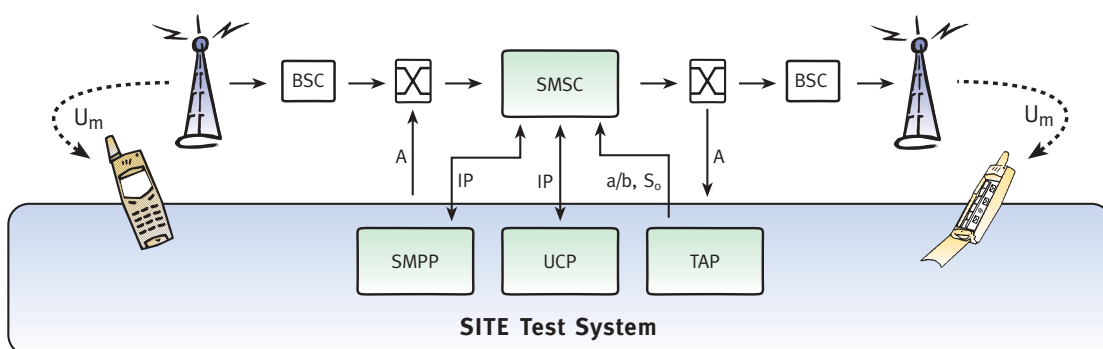 BSC
SMSC
BSC
Um
Um
A
IP
IP
a/b, So
A
SMPP
UCP
TAP
SITE Test System